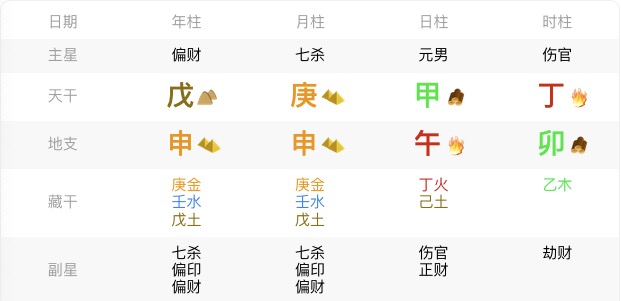 日期 年柱 月柱 日柱 时柱
主星 偏财 七杀 元男 伤官
天干 戊 庚 甲 丁
地支 申 申 午 卯
藏干 庚金 庚金 丁火 乙木
壬水 壬水 己土
戊土 戊土
副星 七杀 七杀 伤官 劫财
偏印 偏印 正财
偏财 偏财